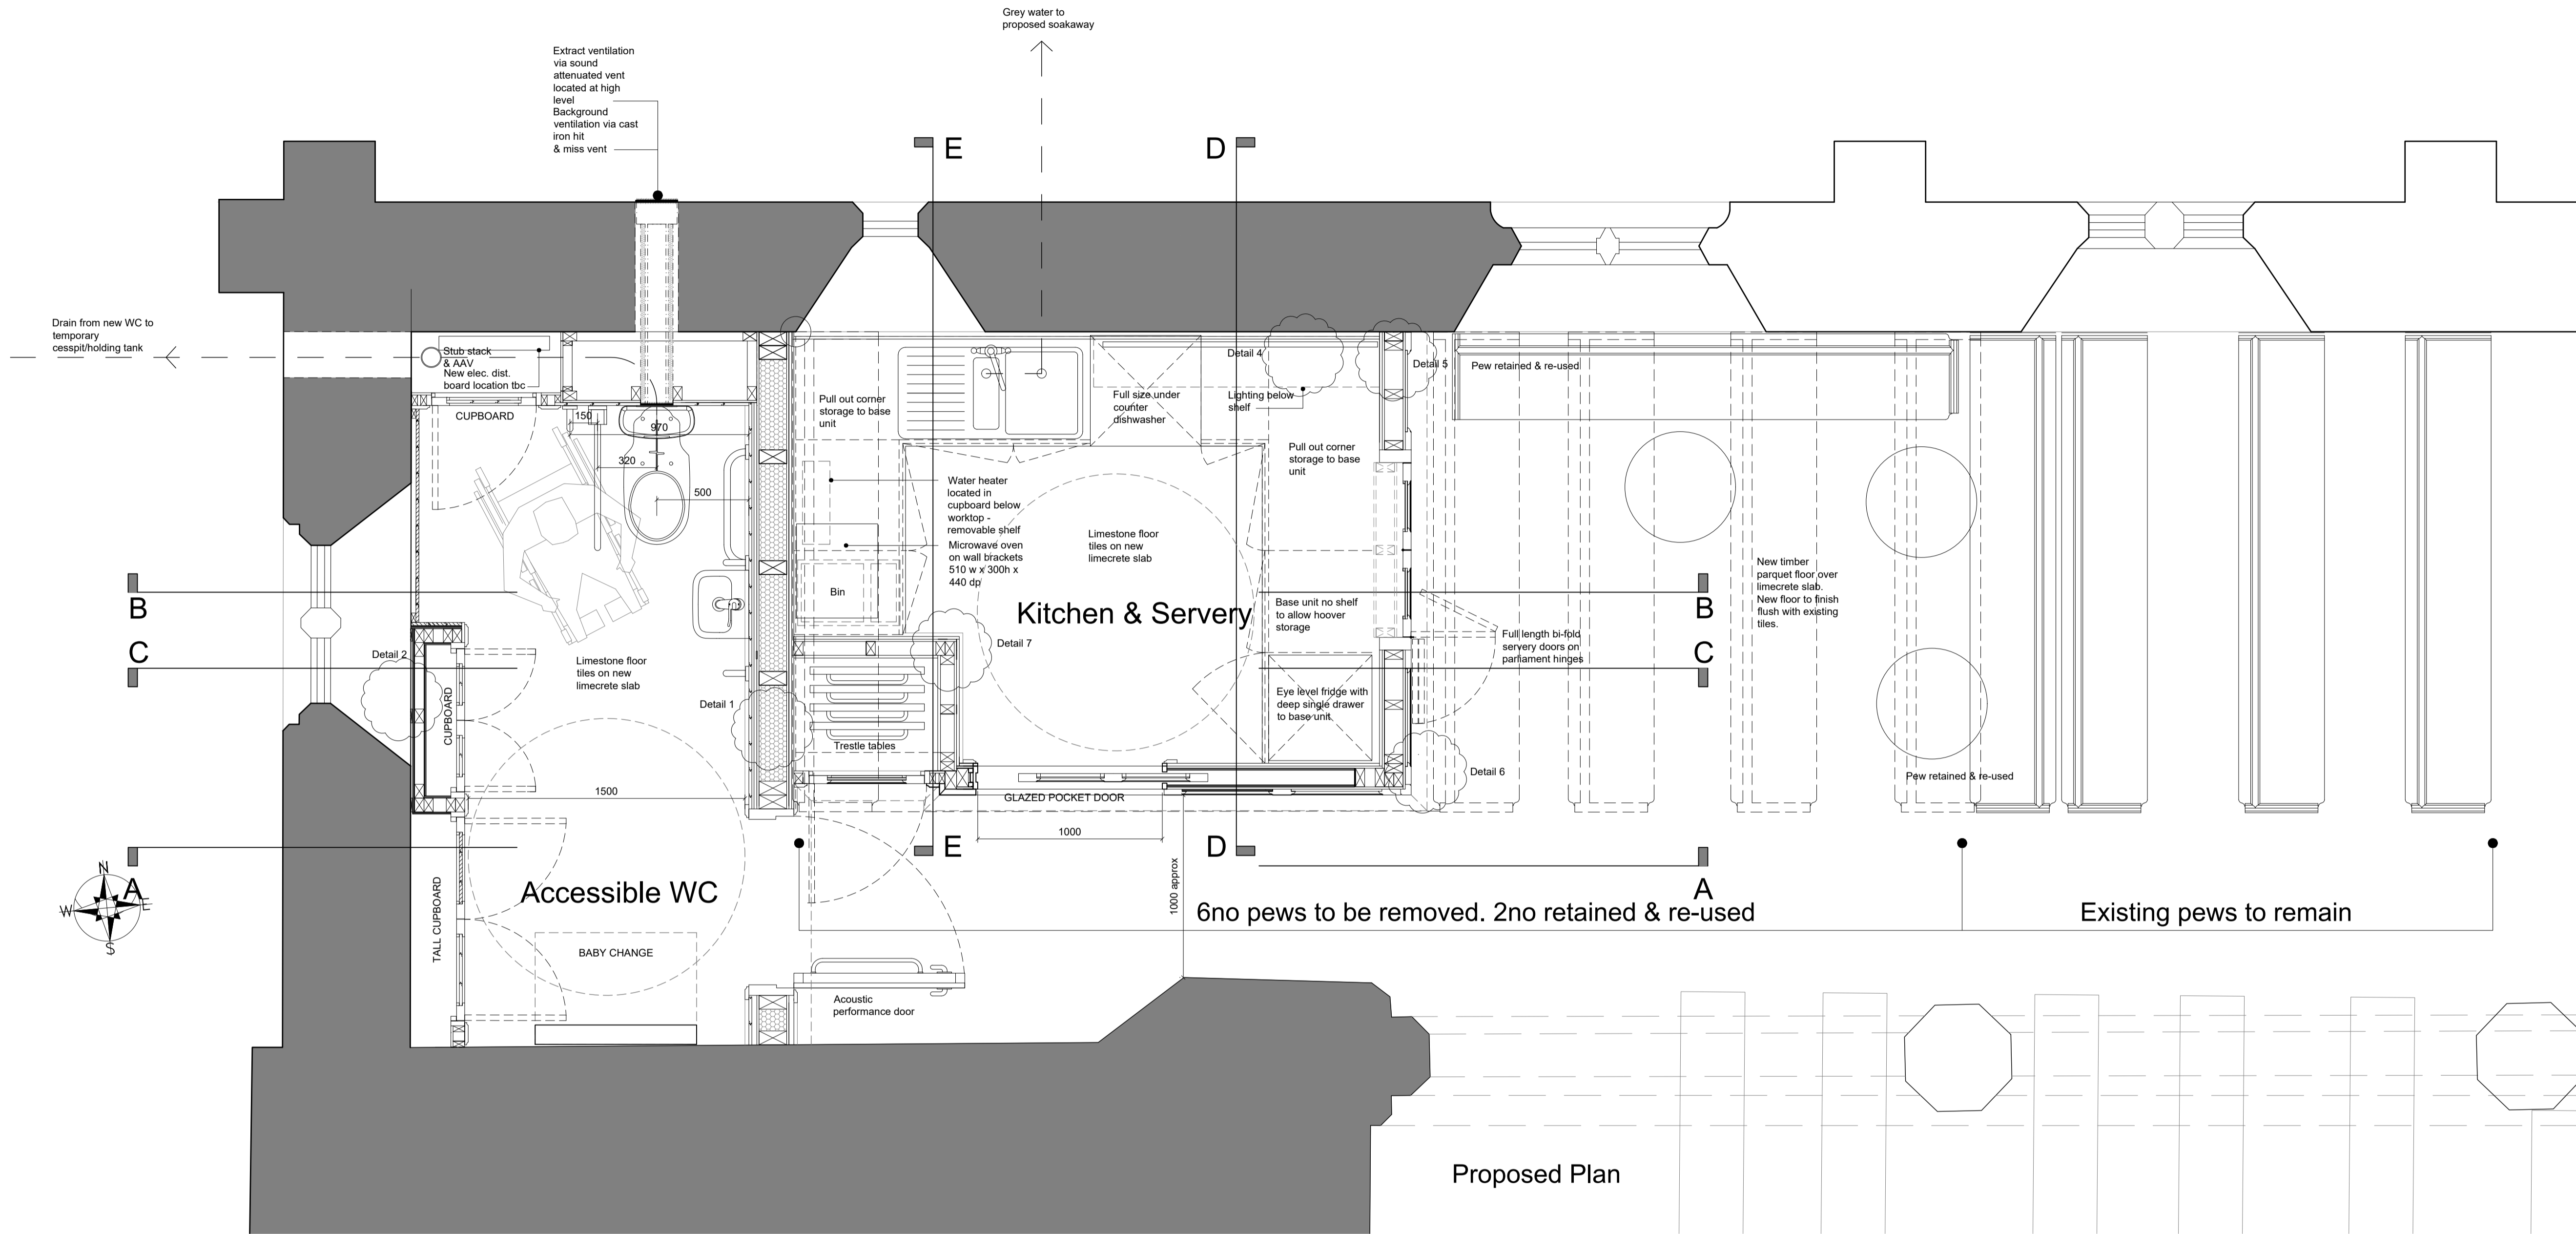 Grey water to
proposed soakaway
Extract ventilation
via sound
attenuated vent
located at high
level
Background
ventilation via cast
iron hit
& miss vent
E
D
Drain from new WC to
temporary
cesspit/holding tank
Stub stack
& AAV
New elec. dist.
board location tbc
CUPBOARD
150
970
320
500
Pull out corner
storage to base
unit
Full size under
counter
dishwasher
Detail 4
Lighting below
shelf
Detail 5
Pew retained & re-used
Pull out corner
storage to base
unit
Water heater
located in
cupboard below
worktop -
removable shelf
Microwave oven
on wall brackets
510 w x 300h x
440 dp
Limestone floor
tiles on new
limecrete slab
New timber
parquet floor over
limecrete slab.
New floor to finish
flush with existing
tiles.
Bin
B
Kitchen & Servery
Base unit no shelf
to allow hoover
storage
B
C
Detail 2
Limestone floor
tiles on new
limecrete slab
Detail 7
Full length bi-fold
servery doors on
parliament hinges
C
CUPBOARD
Detail 1
Trestle tables
Eye level fridge with
deep single drawer
to base unit
Detail 6
Pew retained & re-used
1500
GLAZED POCKET DOOR
1000
E
D
1000 approx
N
W
E
S
A
A
TALL CUPBOARD
Accessible WC
6no pews to be removed. 2no retained & re-used
Existing pews to remain
BABY CHANGE
Acoustic
performance door
Proposed Plan